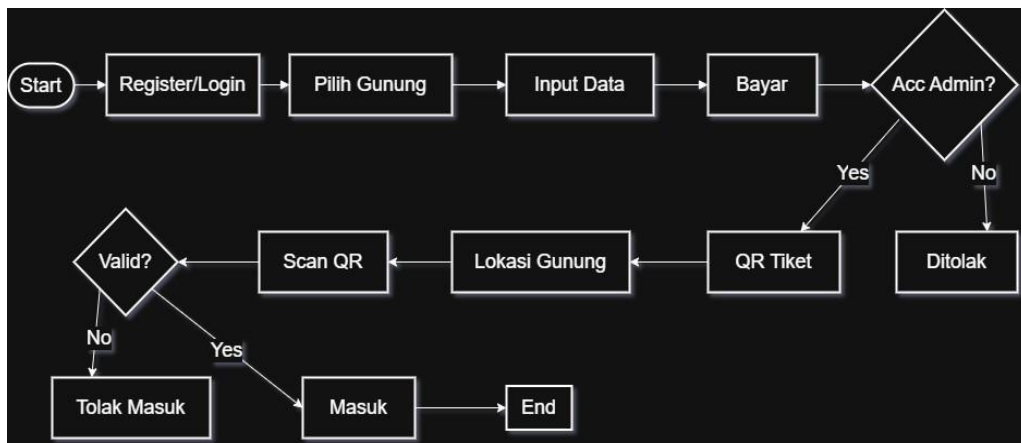 Start
Register/Login
Pilih Gunung
Input Data
Bayar
Acc Admin?
Yes
No
Valid?
Scan QR
Lokasi Gunung
QR Tiket
Ditolak
No
Yes
Tolak Masuk
Masuk
End